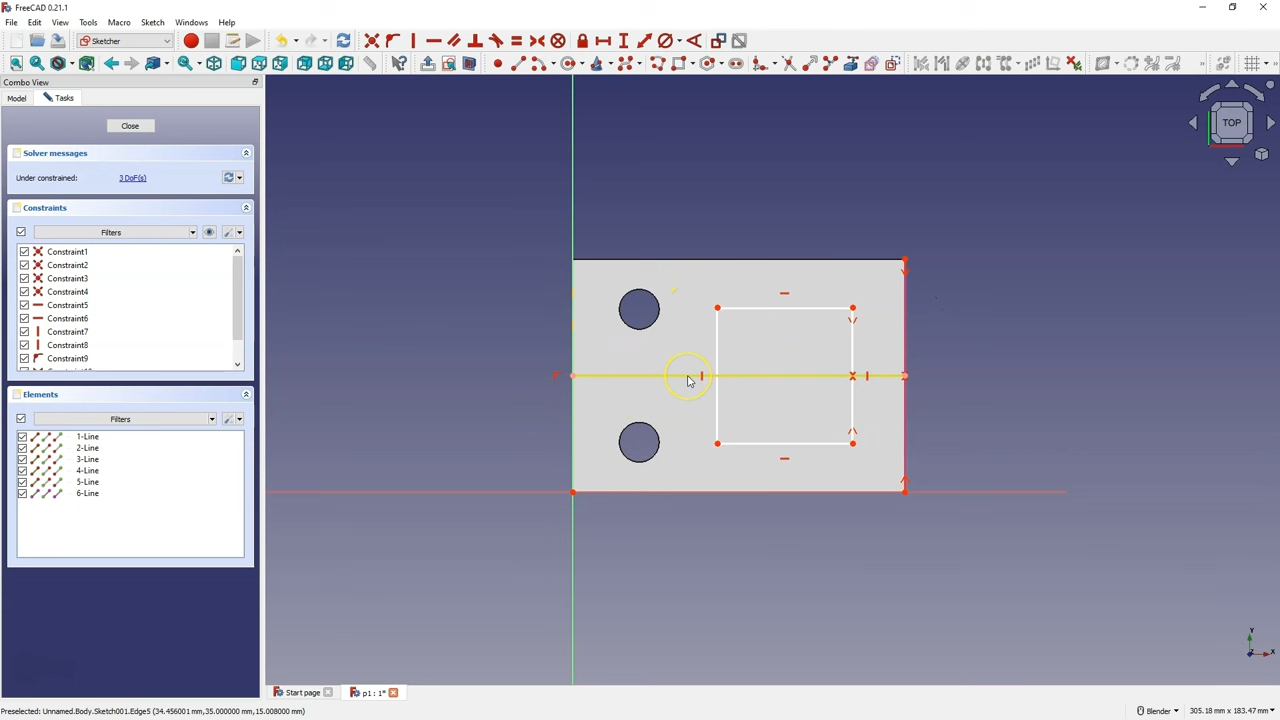 FreeCAD 0.21.1
File Edit View Tools Macro Sketch Windows Help
Sketcher
Combo View
Model Tasks
Close
Solver messages
Under constrained: 3 DoF(s)
Constraints
Filters
Constraint1
Constraint2
Constraint3
Constraint4
Constraint5
Constraint6
Constraint7
Constraint8
Constraint9
Elements
Filters
1-Line
2-Line
3-Line
4-Line
5-Line
6-Line
TOP
Y
Z X
Start page p1 : 1*
Preselected: Unnamed.Body.Sketch001.Edge5 (34.456001 mm,35.000000 mm,15.008000 mm)
Blender 305.18 mm x 183.47 mm